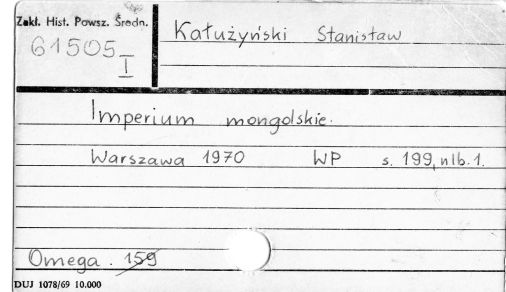 Zakł. Hist. Powsz. Średn.
61505
I
Kałużyński Stanisław
Imperium mongolskie.
Warszawa 1970 WP s. 199, nlb. 1.
Omega. 159
DUJ 1078/69 10.000